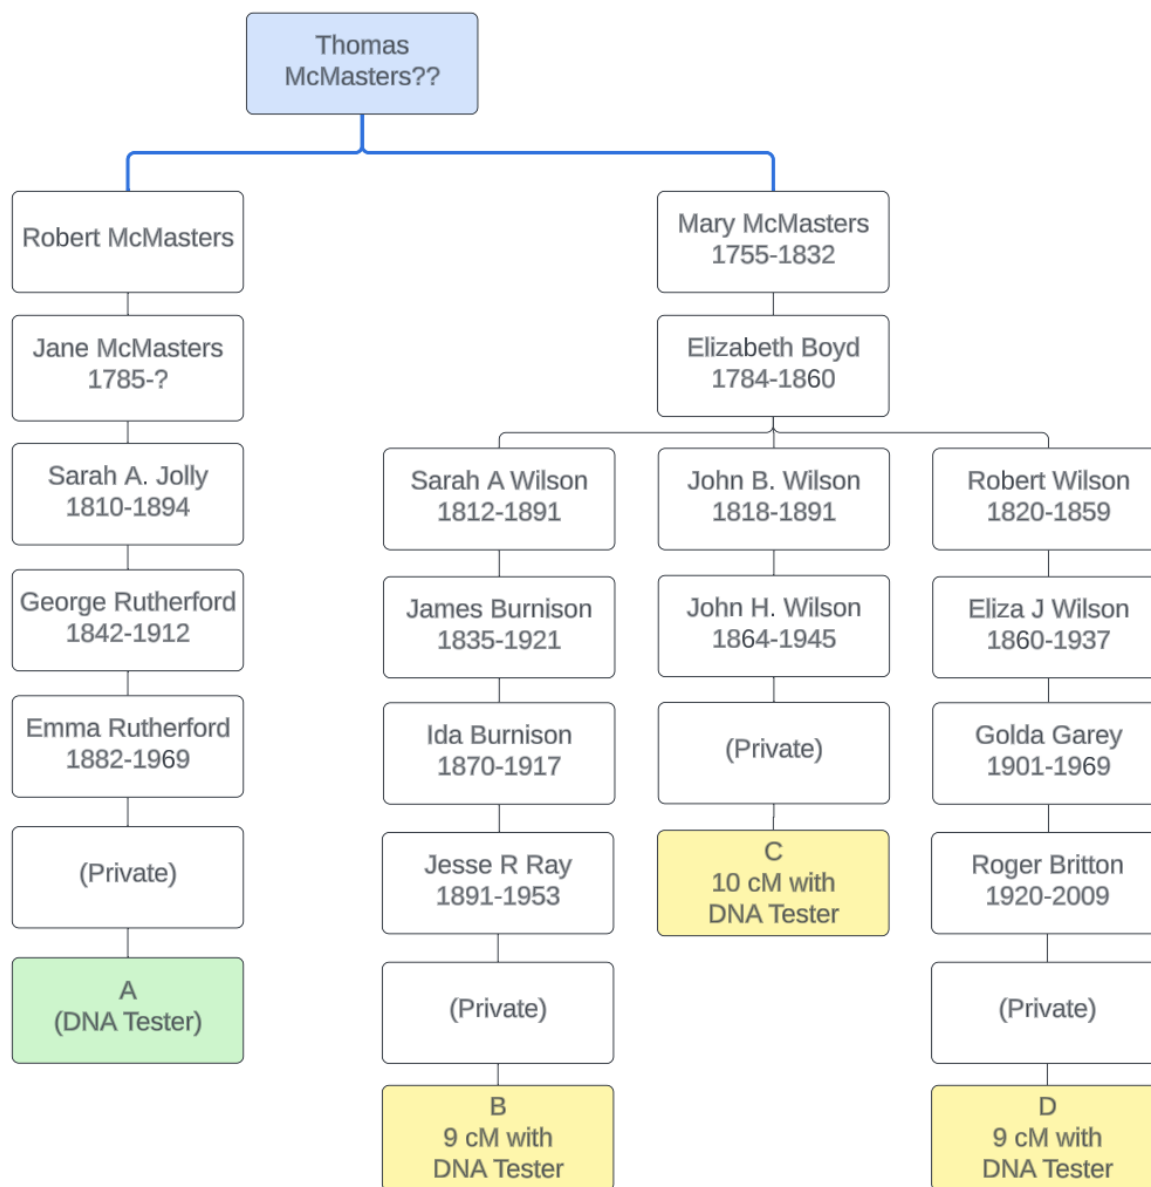 Thomas
McMasters??
Robert McMasters
Mary McMasters
1755-1832
Jane McMasters
1785-?
Elizabeth Boyd
1784-1860
Sarah A. Jolly
1810-1894
Sarah A Wilson
1812-1891
John B. Wilson
1818-1891
Robert Wilson
1820-1859
George Rutherford
1842-1912
James Burnison
1835-1921
John H. Wilson
1864-1945
Eliza J Wilson
1860-1937
Emma Rutherford
1882-1969
Ida Burnison
1870-1917
(Private)
Golda Garey
1901-1969
(Private)
Jesse R Ray
1891-1953
C
10 cM with
DNA Tester
Roger Britton
1920-2009
A
(DNA Tester)
(Private)
(Private)
B
9 cM with
DNA Tester
D
9 cM with
DNA Tester